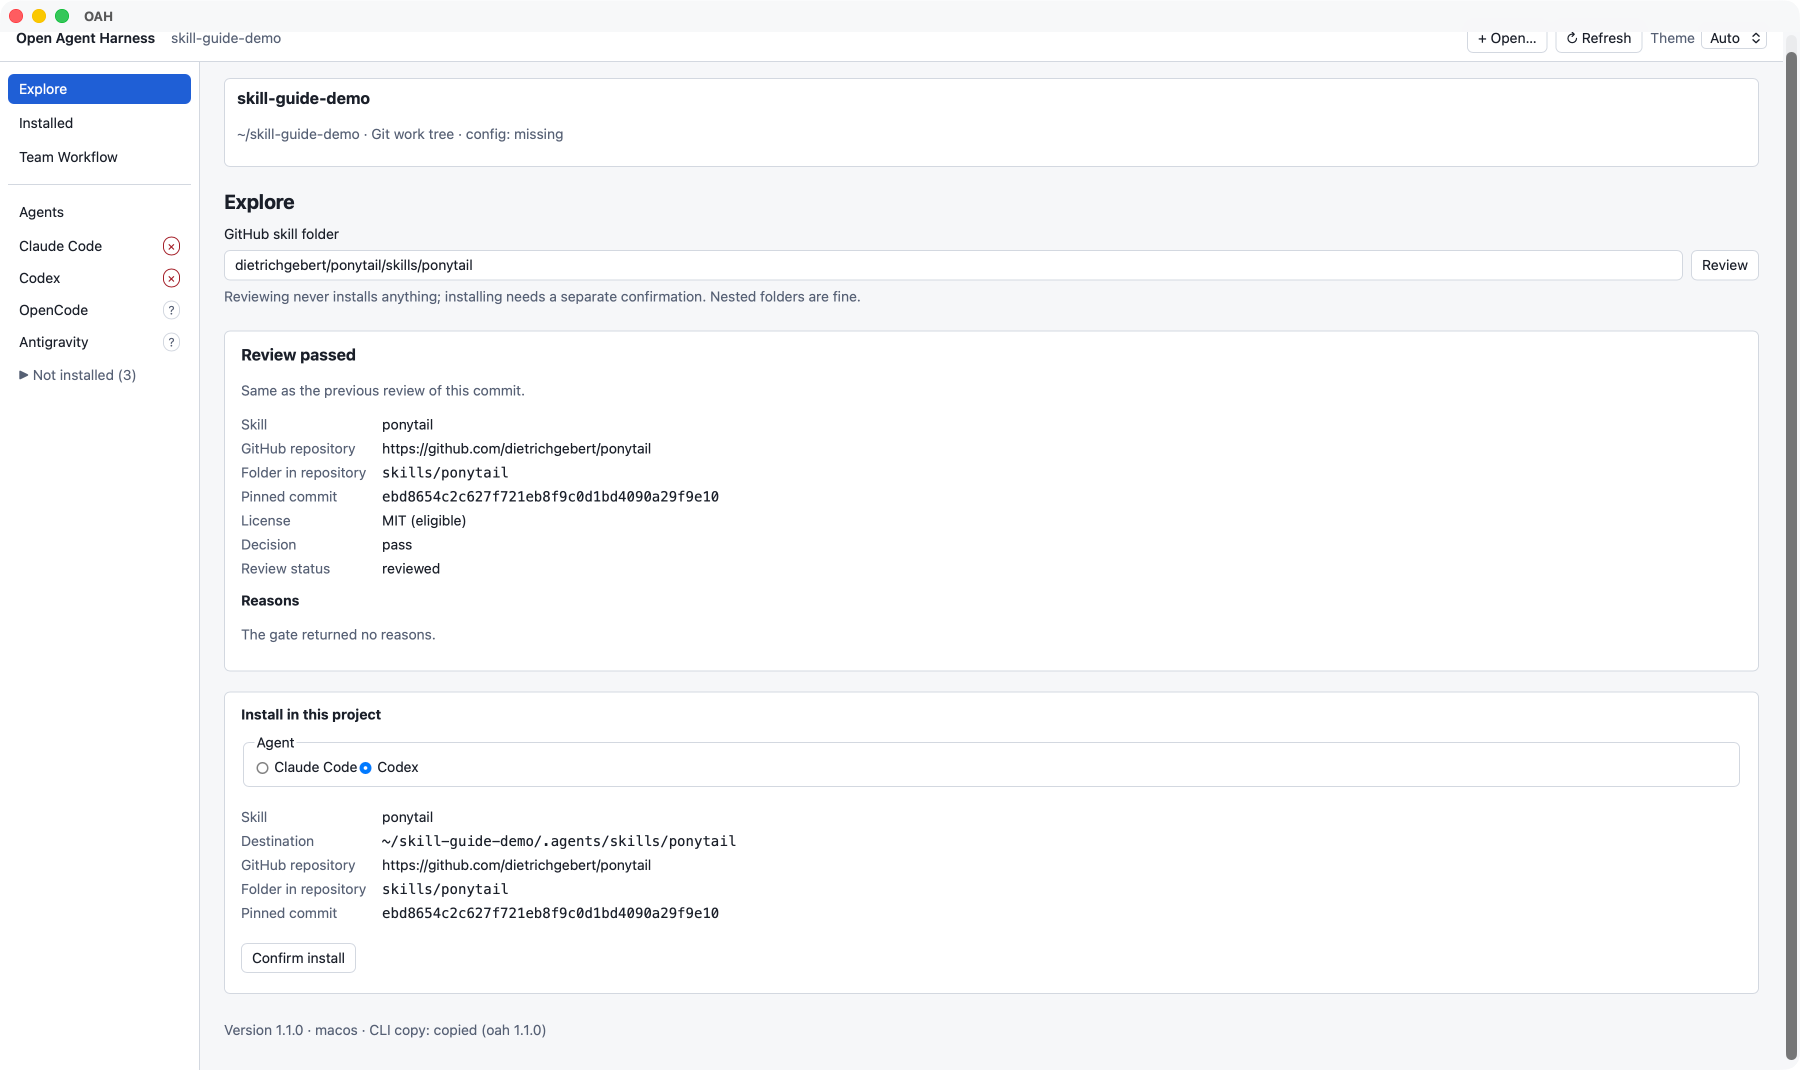 OAH
Open Agent Harness skill-guide-demo
+ Open... Refresh Theme Auto
Explore
Installed
Team Workflow
Agents
Claude Code
Codex
OpenCode ?
Antigravity ?
Not installed (3)
skill-guide-demo
~/skill-guide-demo · Git work tree · config: missing
Explore
GitHub skill folder
dietrichgebert/ponytail/skills/ponytail Review
Reviewing never installs anything; installing needs a separate confirmation. Nested folders are fine.
Review passed
Same as the previous review of this commit.
Skill ponytail
GitHub repository https://github.com/dietrichgebert/ponytail
Folder in repository skills/ponytail
Pinned commit ebd8654c2c627f721eb8f9c0d1bd4090a29f9e10
License MIT (eligible)
Decision pass
Review status reviewed
Reasons
The gate returned no reasons.
Install in this project
Agent
Claude Code Codex
Skill ponytail
Destination ~/skill-guide-demo/.agents/skills/ponytail
GitHub repository https://github.com/dietrichgebert/ponytail
Folder in repository skills/ponytail
Pinned commit ebd8654c2c627f721eb8f9c0d1bd4090a29f9e10
Confirm install
Version 1.1.0 · macos · CLI copy: copied (oah 1.1.0)